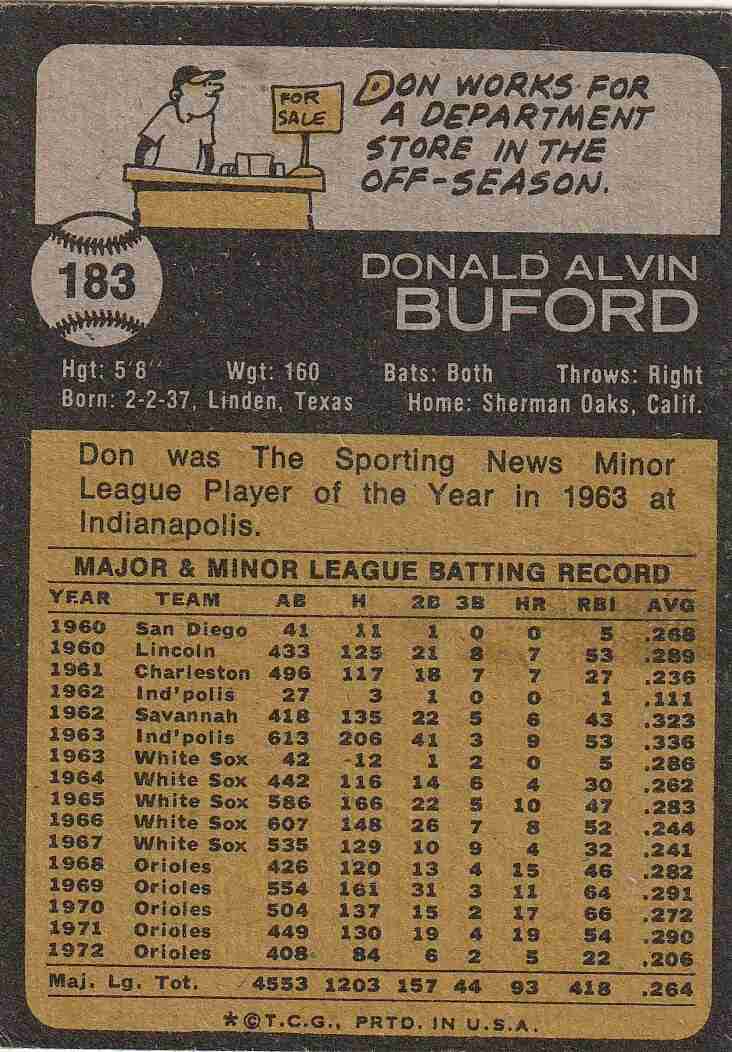 FOR
SALE
DON WORKS FOR
A DEPARTMENT
STORE IN THE
OFF-SEASON.
183
DONALD ALVIN
BUFORD
Hgt: 5'8'' Wgt: 160 Bats: Both Throws: Right
Born: 2-2-37, Linden, Texas Home: Sherman Oaks, Calif.
Don was The Sporting News Minor
League Player of the Year in 1963 at
Indianapolis.
MAJOR & MINOR LEAGUE BATTING RECORD
YEAR TEAM AB H 2B 3B HR RBI AVG
1960 San Diego 41 11 1 0 0 5 .268
1960 Lincoln 433 125 21 8 7 53 .289
1961 Charleston 496 117 18 7 7 27 .236
1962 Ind'polis 27 3 1 0 0 1 .111
1962 Savannah 418 135 22 5 6 43 .323
1963 Ind'polis 613 206 41 3 9 53 .336
1963 White Sox 42 -12 1 2 0 5 .286
1964 White Sox 442 116 14 6 4 30 .262
1965 White Sox 586 166 22 5 10 47 .283
1966 White Sox 607 148 26 7 8 52 .244
1967 White Sox 535 129 10 9 4 32 .241
1968 Orioles 426 120 13 4 15 46 .282
1969 Orioles 554 161 31 3 11 64 .291
1970 Orioles 504 137 15 2 17 66 .272
1971 Orioles 449 130 19 4 19 54 .290
1972 Orioles 408 84 6 2 5 22 .206
Maj. Lg. Tot. 4553 1203 157 44 93 418 .264
*©T.C.G., PRTD. IN U.S.A.